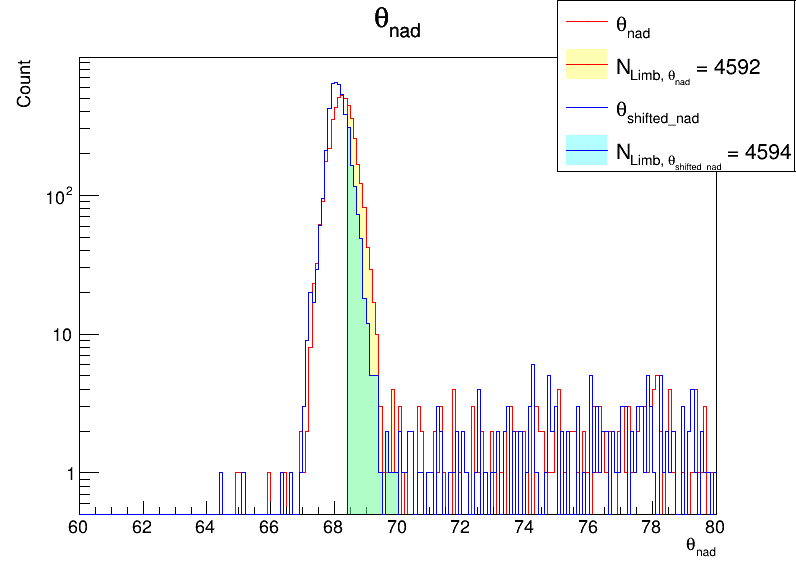 θnad
θnad
NLimb, θnad = 4592
θshifted_nad
NLimb, θshifted_nad = 4594
Count
10²
10
1
60 62 64 66 68 70 72 74 76 78 80
θnad